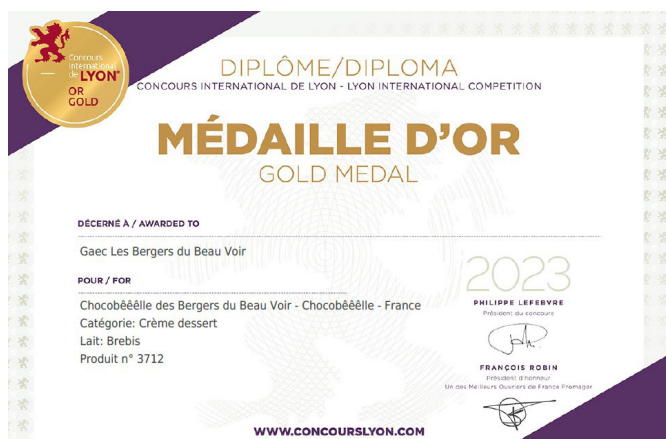 Concours
International
de LYON
OR
GOLD
DIPLÔME/DIPLOMA
CONCOURS INTERNATIONAL DE LYON - LYON INTERNATIONAL COMPETITION
MÉDAILLE D'OR
GOLD MEDAL
DÉCERNÉ À / AWARDED TO
Gaec Les Bergers du Beau Voir
POUR / FOR
Chocobêêêlle des Bergers du Beau Voir - Chocobêêêlle - France
Catégorie: Crème dessert
Lait: Brebis
Produit n° 3712
2023
PHILIPPE LEFEBVRE
Président du concours
FRANÇOIS ROBIN
Président d'honneur
Un des Meilleurs Ouvriers de France Fromager
WWW.CONCOURSLYON.COM